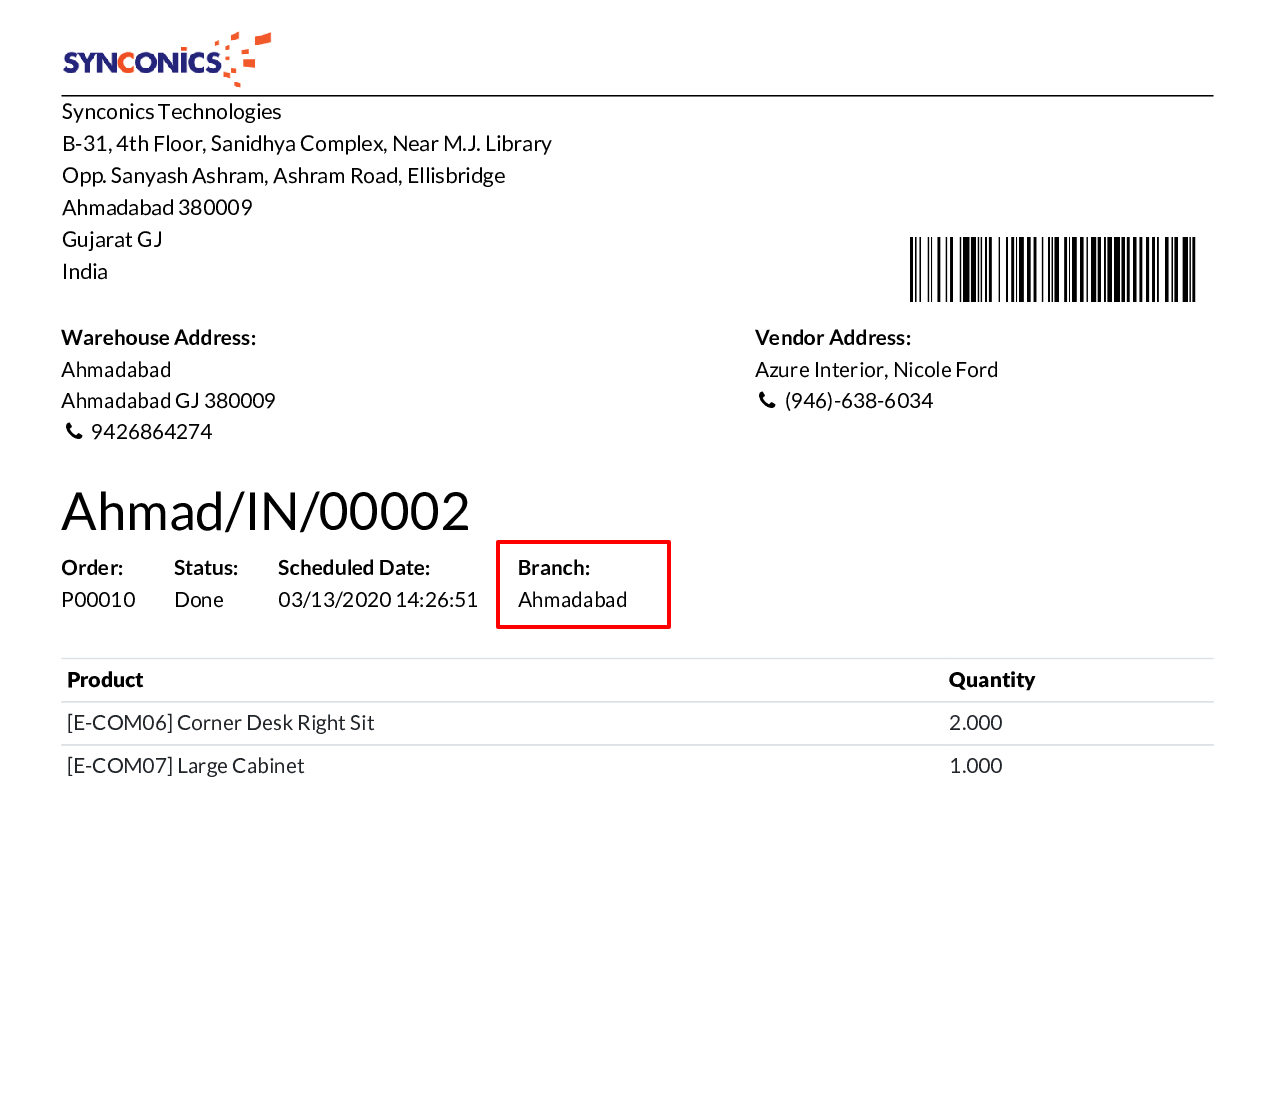 SYNCONiCS
Synconics Technologies
B-31, 4th Floor, Sanidhya Complex, Near M.J. Library
Opp. Sanyash Ashram, Ashram Road, Ellisbridge
Ahmadabad 380009
Gujarat GJ
India
Warehouse Address:
Ahmadabad
Ahmadabad GJ 380009
9426864274
Vendor Address:
Azure Interior, Nicole Ford
(946)-638-6034
Ahmad/IN/00002
Order: Status: Scheduled Date: Branch:
P00010 Done 03/13/2020 14:26:51 Ahmadabad
Product Quantity
[E-COM06] Corner Desk Right Sit 2.000
[E-COM07] Large Cabinet 1.000